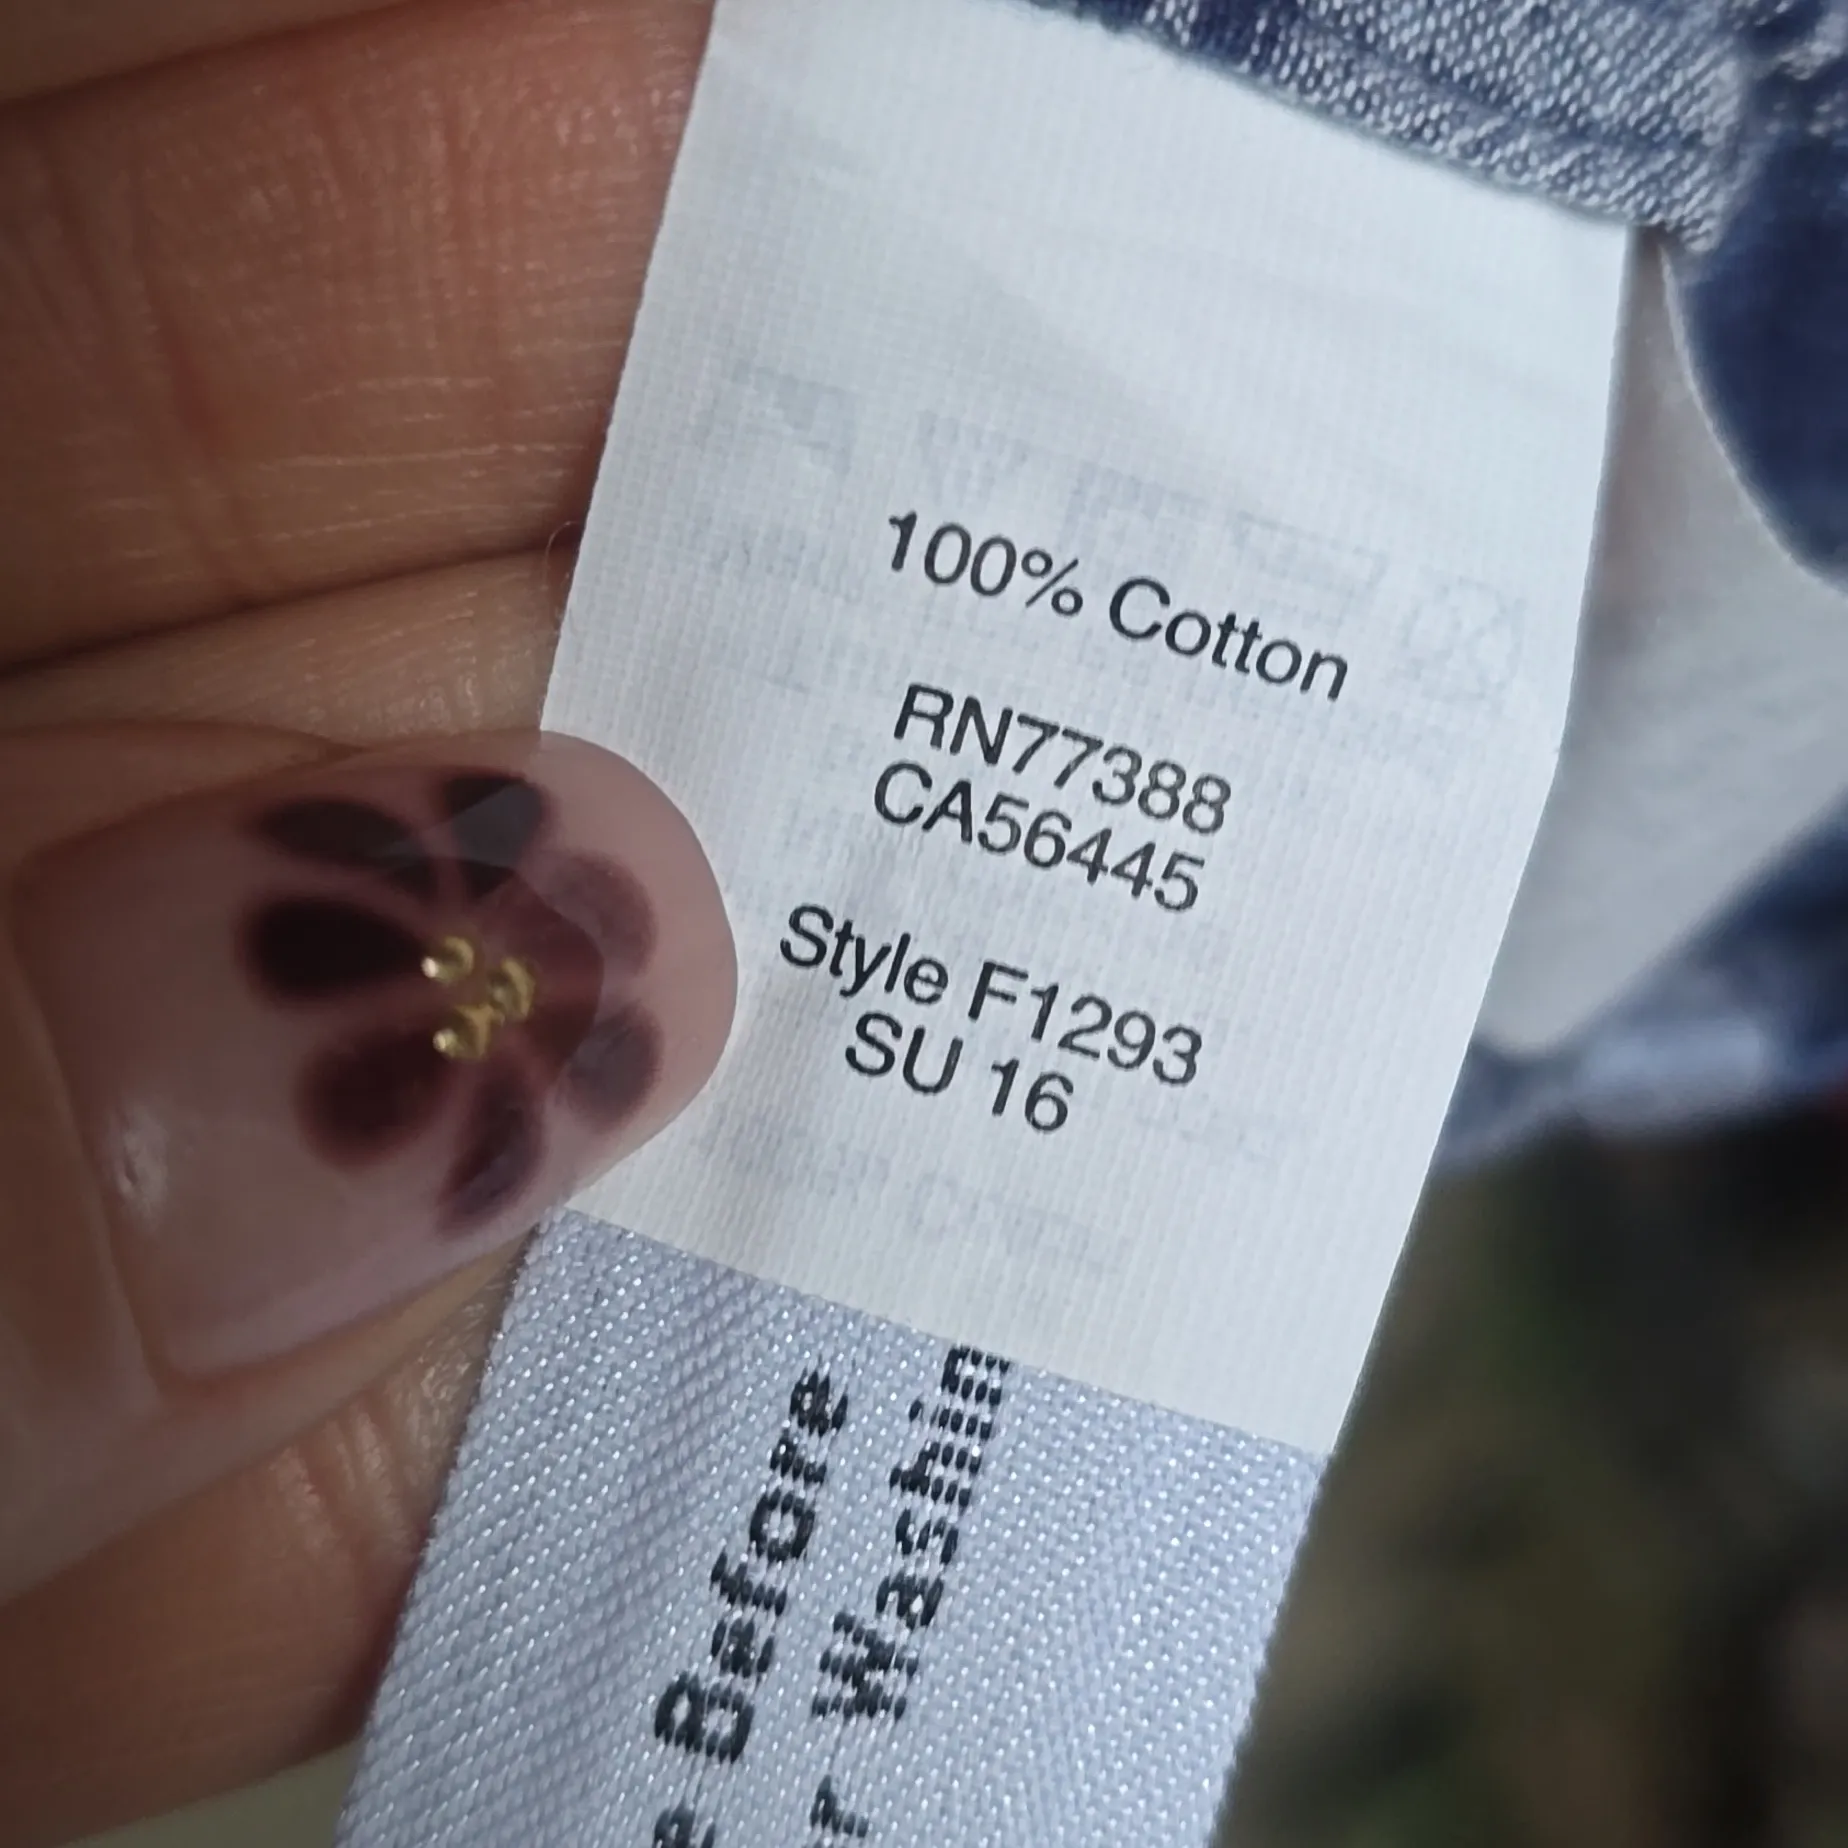 100% Cotton
RN77388
CA56445
Style F1293
SU 16
Before
Washin